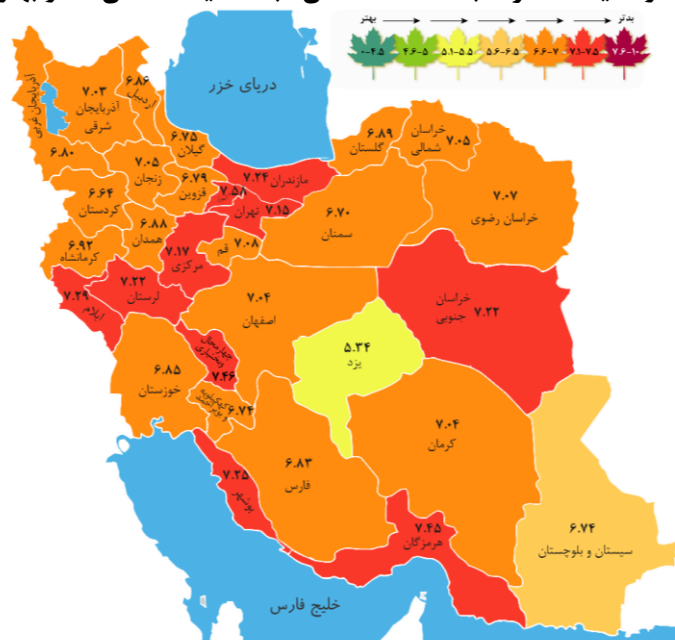 بهتر
بدتر
۰-۴.۵
۴.۶-۵
۵.۱-۵.۵
۵.۶-۶.۵
۶.۶-۷
۷.۱-۷.۵
۷.۶-۱۰
دریای خزر
آذربایجان غربی
۶.۸۰
۷.۰۳
آذربایجان
شرقی
۶.۸۶
اردبیل
۶.۷۵
گیلان
۷.۰۵
زنجان
۶.۷۹
قزوین
۷.۵۸
۷.۲۴ مازندران
۷.۱۵
تهران
۶.۸۹
گلستان
خراسان
شمالی
۷.۰۵
۷.۰۷
خراسان رضوی
۶.۷۰
سمنان
۶.۶۴
کردستان
۶.۸۸
همدان
۶.۹۲
کرمانشاه
۷.۱۷
مرکزی
۷.۰۸
قم
۷.۲۹
ایلام
۷.۲۲
لرستان
۷.۰۴
اصفهان
خراسان
جنوبی
۷.۲۲
۵.۳۴
یزد
چهارمحال
وبختیاری
۷.۴۶
۶.۸۵
خوزستان
کهگیلویه
و بویراحمد
۶.۷۴
۷.۰۴
کرمان
۶.۸۳
فارس
۷.۲۵
بوشهر
۷.۴۵
هرمزگان
۶.۷۴
سیستان و بلوچستان
خلیج فارس